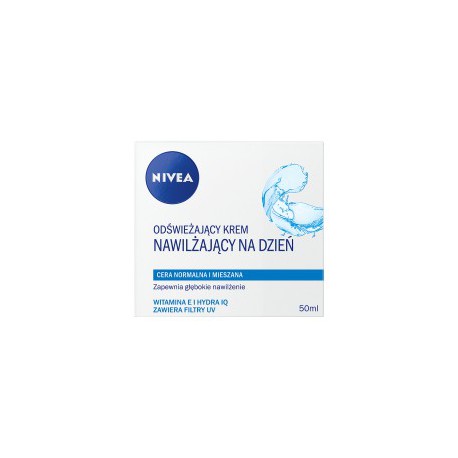 NIVEA
ODŚWIEŻAJĄCY KREM
NAWILŻAJĄCY NA DZIEŃ
CERA NORMALNA I MIESZANA
Zapewnia głębokie nawilżenie
WITAMINA E I HYDRA IQ
ZAWIERA FILTRY UV
50ml